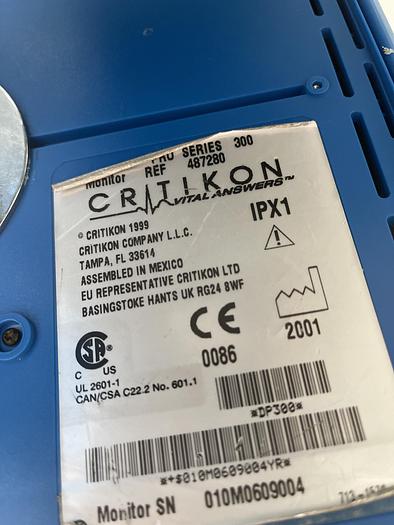 Monitor PRO SERIES 300
REF 487280
CRITIKON
VITAL ANSWERS™
© CRITIKON 1999
CRITIKON COMPANY L.L.C.
TAMPA, FL 33614
ASSEMBLED IN MEXICO
EU REPRESENTATIVE CRITIKON LTD
BASINGSTOKE HANTS UK RG24 8WF
IPX1
CE
0086
2001
CSA
C US
UL 2601-1
CAN/CSA C22.2 No. 601.1
*DP300*
*+$010M0609004YR*
Monitor SN 010M0609004